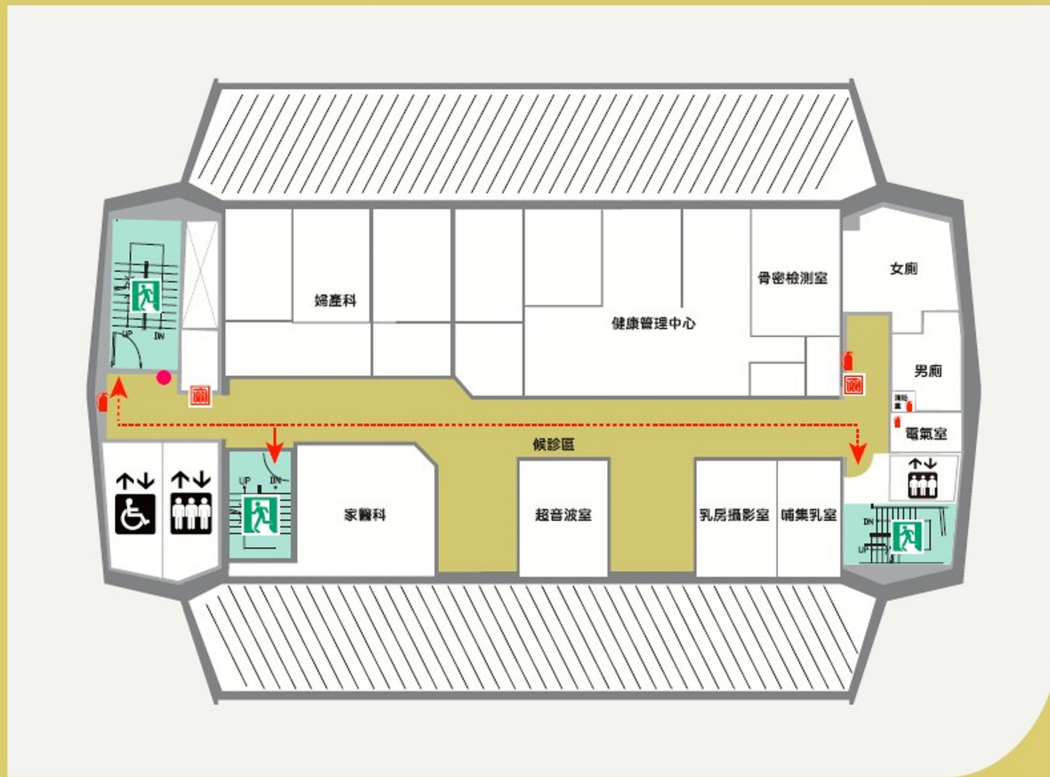 女廁
骨密檢測室
婦產科
健康管理中心
UP
DN
男廁
電氣室
候診區
UP
DN
家醫科
超音波室
乳房攝影室
哺集乳室
DN
UP